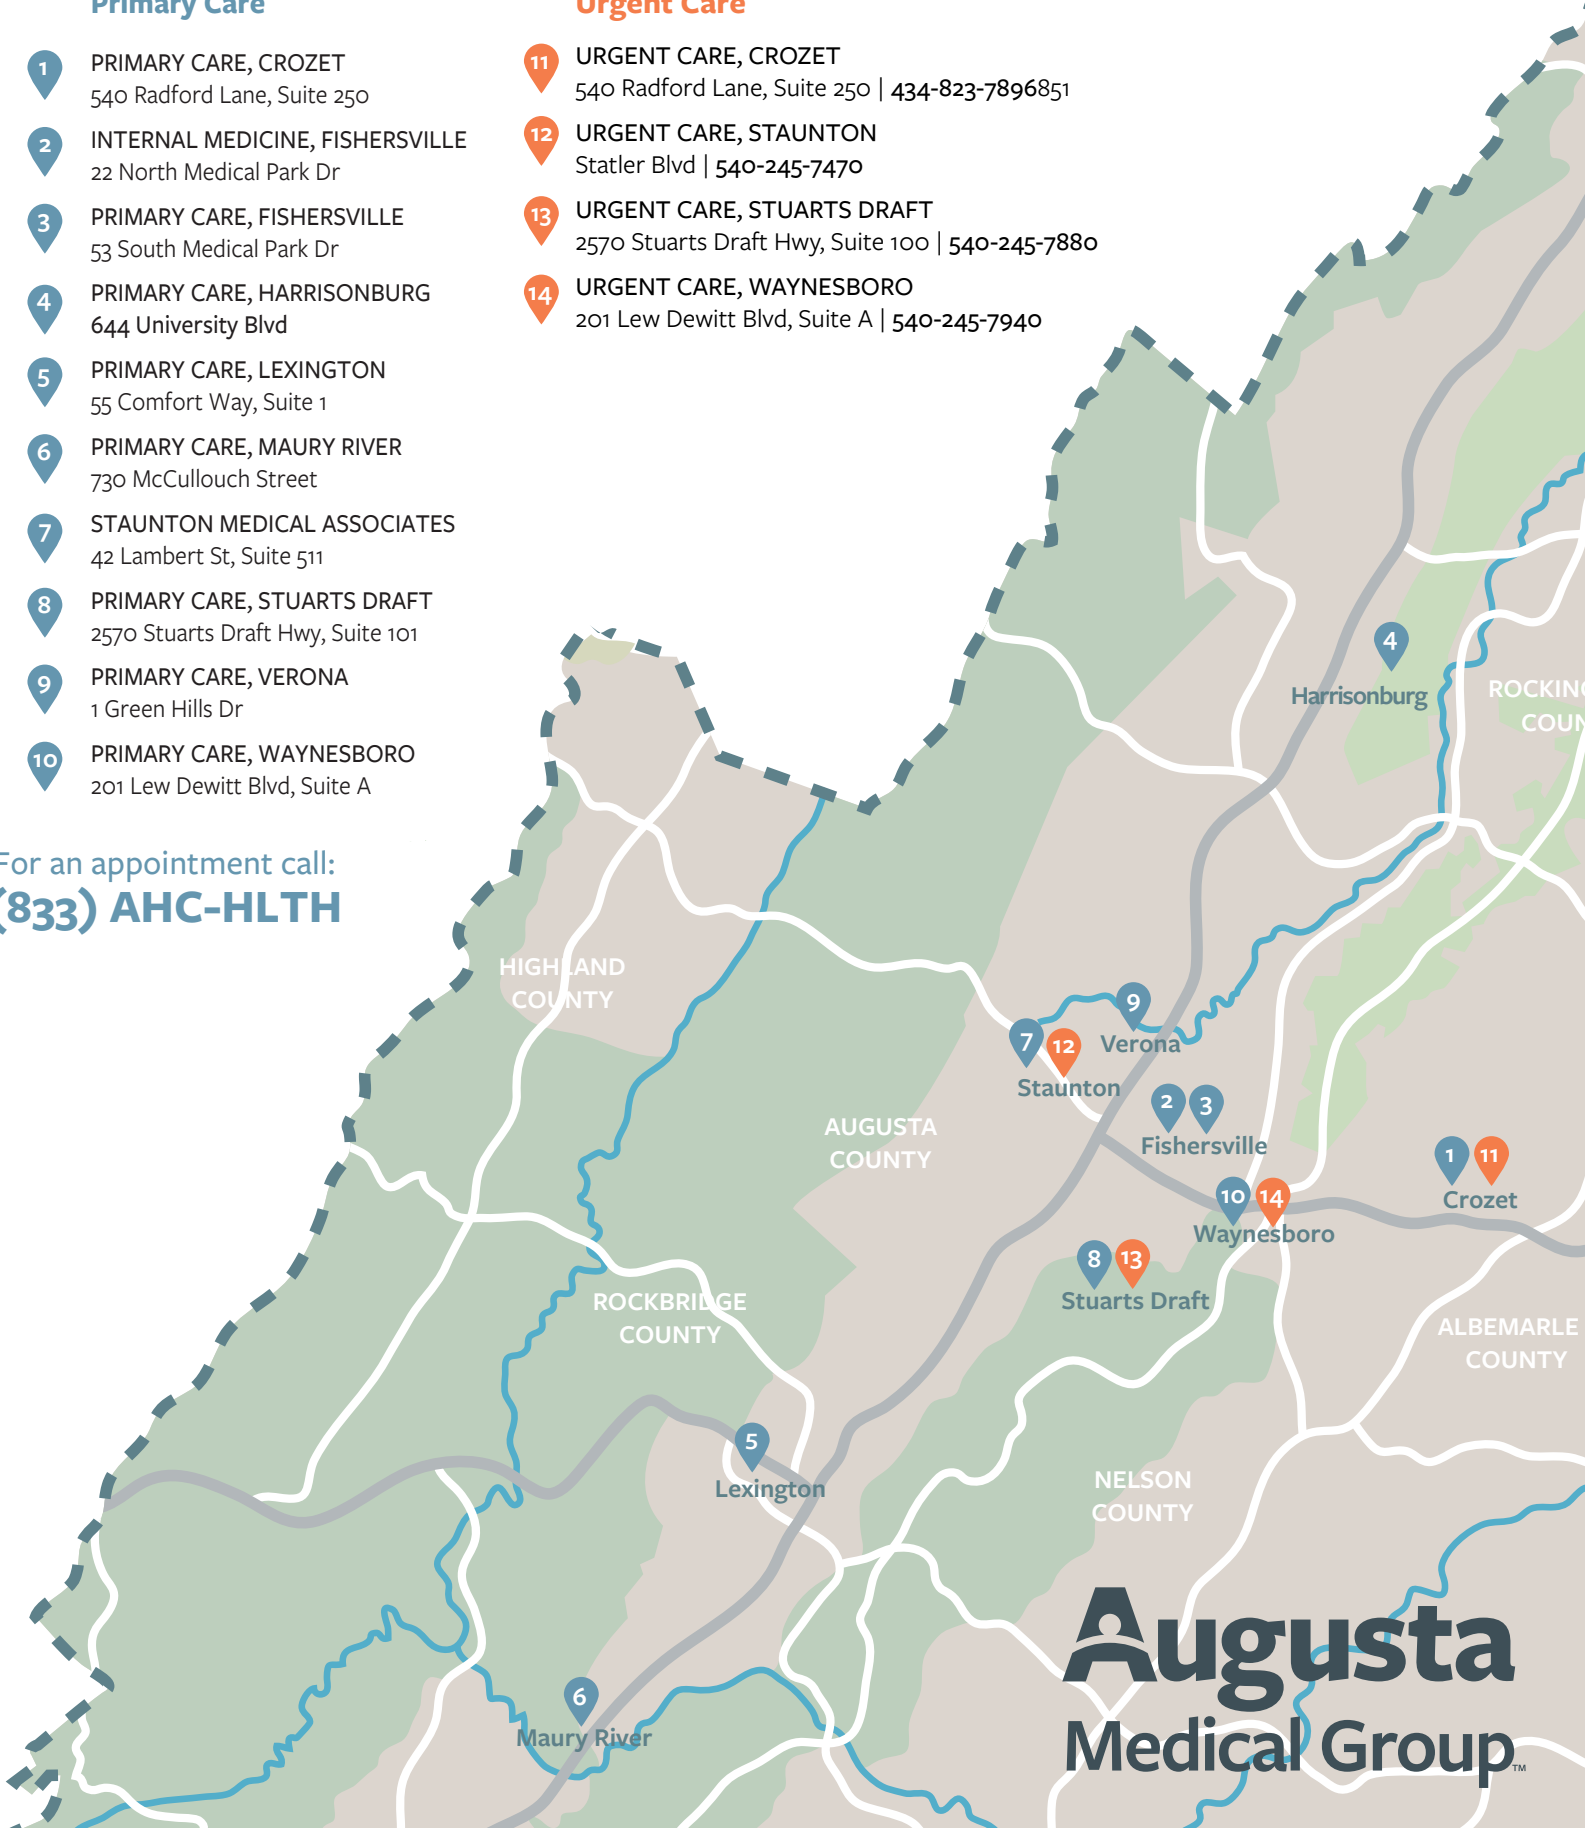 Primary Care
1
PRIMARY CARE, CROZET
540 Radford Lane, Suite 250
2
INTERNAL MEDICINE, FISHERSVILLE
22 North Medical Park Dr
3
PRIMARY CARE, FISHERSVILLE
53 South Medical Park Dr
4
PRIMARY CARE, HARRISONBURG
644 University Blvd
5
PRIMARY CARE, LEXINGTON
55 Comfort Way, Suite 1
6
PRIMARY CARE, MAURY RIVER
730 McCullouch Street
7
STAUNTON MEDICAL ASSOCIATES
42 Lambert St, Suite 511
8
PRIMARY CARE, STUARTS DRAFT
2570 Stuarts Draft Hwy, Suite 101
9
PRIMARY CARE, VERONA
1 Green Hills Dr
10
PRIMARY CARE, WAYNESBORO
201 Lew Dewitt Blvd, Suite A
For an appointment call:
(833) AHC-HLTH
Urgent Care
11
URGENT CARE, CROZET
540 Radford Lane, Suite 250 | 434-823-7896851
12
URGENT CARE, STAUNTON
Statler Blvd | 540-245-7470
13
URGENT CARE, STUARTS DRAFT
2570 Stuarts Draft Hwy, Suite 100 | 540-245-7880
14
URGENT CARE, WAYNESBORO
201 Lew Dewitt Blvd, Suite A | 540-245-7940
4
Harrisonburg
ROCKING
COUN
HIGHLAND
COUNTY
9
Verona
7 12
Staunton
2 3
Fishersville
AUGUSTA
COUNTY
1 11
Crozet
10 14
Waynesboro
8 13
Stuarts Draft
ROCKBRIDGE
COUNTY
ALBEMARLE
COUNTY
5
Lexington
NELSON
COUNTY
6
Maury River
Augusta
Medical Group™